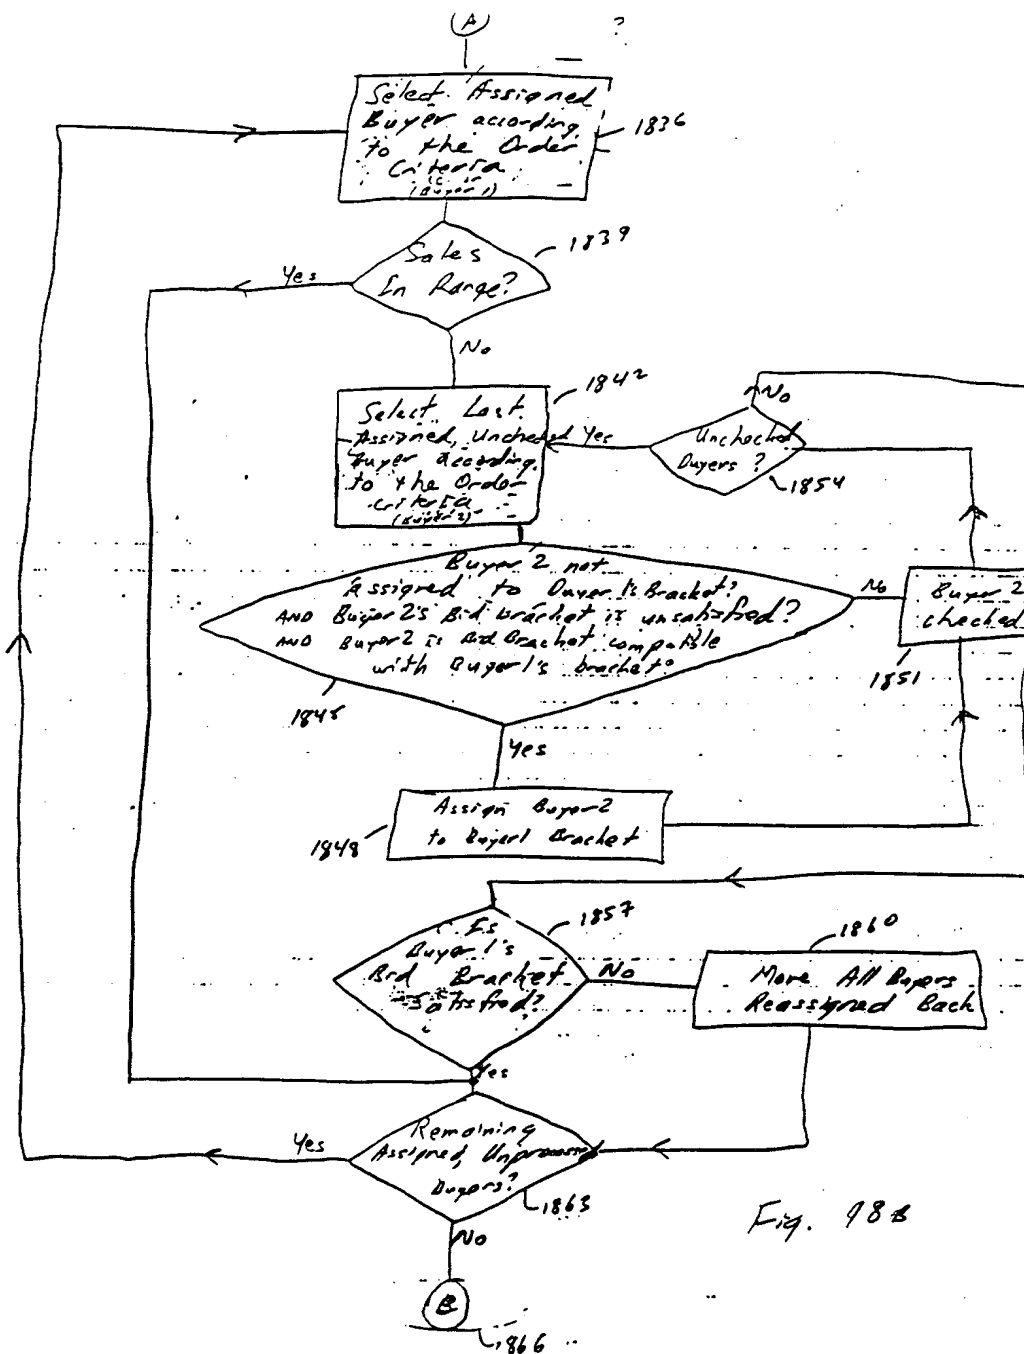 A
?
Select Assigned
Buyer according
to the Order
Criteria
(Buyer 1)
1836
Sales
In Range?
1839
Yes
No
1842
Select Last
Assigned, Unchecked
Buyer according
to the Order
Criteria
(Buyer 2)
Yes
Unchecked
Buyers?
No
1854
Buyer 2 not
Assigned to Buyer 1's Bracket?
AND Buyer 2's Bid Bracket is unsatisfied?
AND Buyer 2's Bid Bracket compatible
with Buyer 1's bracket?
1845
No
Buyer 2
checked
1851
Yes
Assign Buyer 2
to Buyer 1 Bracket
1848
Is
Buyer 1's
Bid Bracket
Satisfied?
1857
No
1860
Move All Buyers
Reassigned Back
Yes
Remaining
Assigned, Unprocessed
Buyers?
Yes
1863
No
Fig. 18B
B
1866